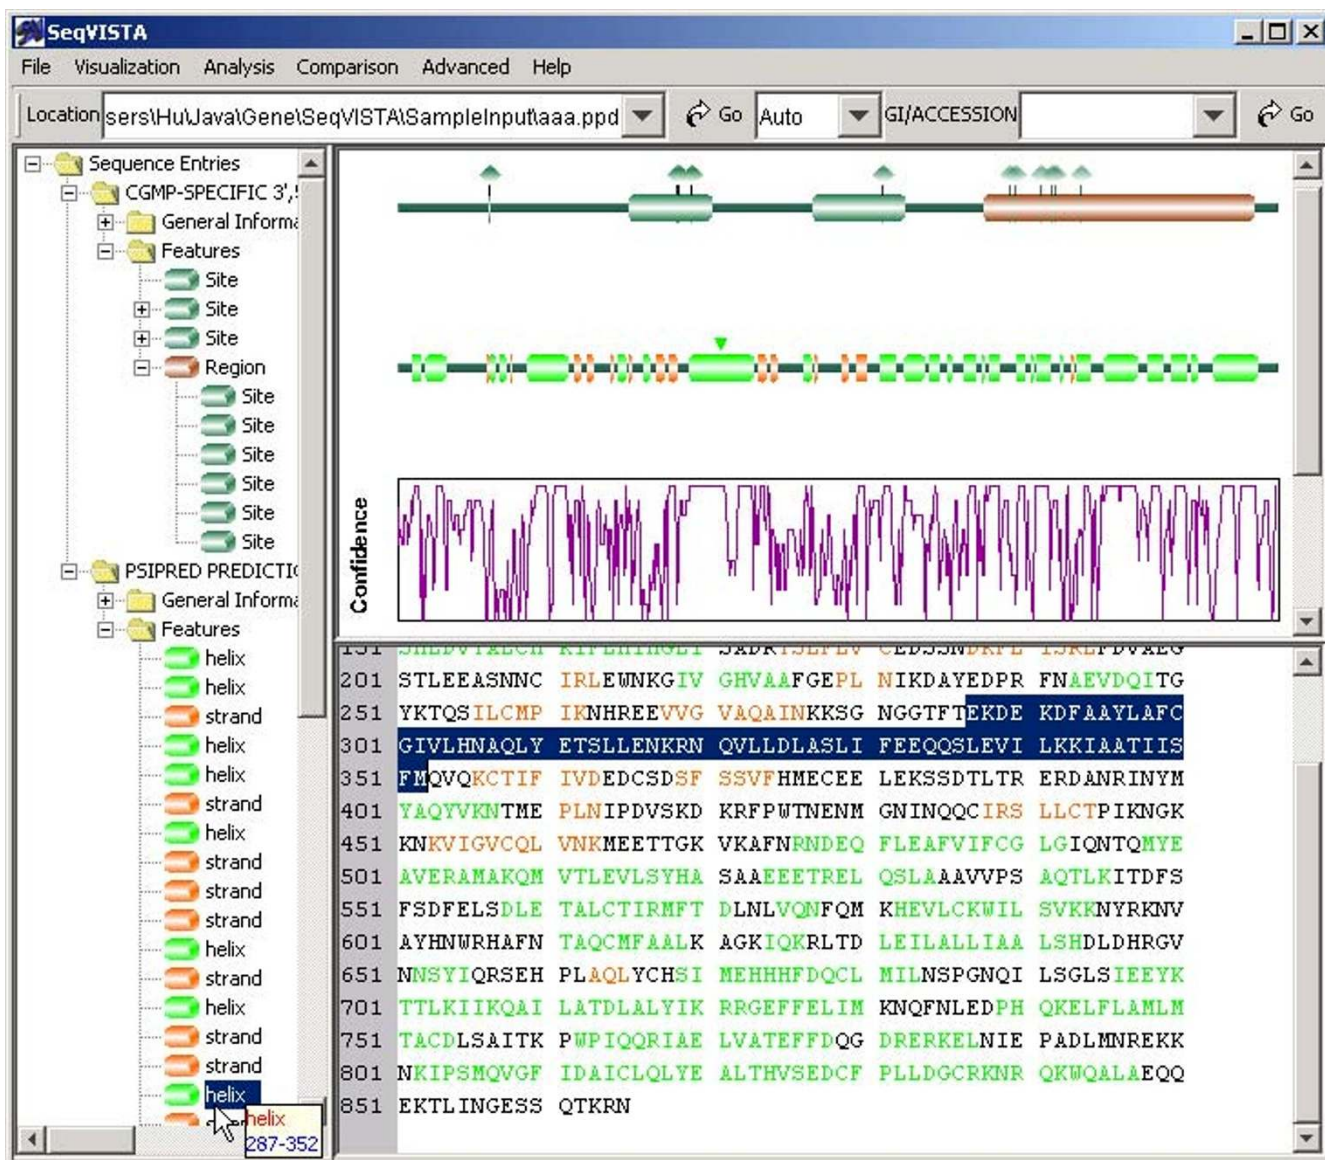 SeqVISTA
File Visualization Analysis Comparison Advanced Help
Location sers\Hu\Java\Gene\SeqVISTA\SampleInput\aaa.ppd Go Auto GI/ACCESSION Go
Sequence Entries
CGMP-SPECIFIC 3',
General Informa
Features
Site
Site
Site
Region
Site
Site
Site
Site
Site
Site
PSIPRED PREDICTI
General Informa
Features
helix
helix
strand
helix
helix
strand
helix
strand
strand
strand
helix
strand
helix
strand
strand
helix
helix
287-352
Confidence
201 STLEEASNNC IRLEWNKGIV GHVAAFGEPL NIKDAYEDPR FNAEVDQITG
251 YKTQSILCMP IKNHREEVVG VAQAINKKSG NGGTFTEKDE KDFAAYLAFC
301 GIVLHNAQLY ETSLLENKRN QVLLDLASLI FEEQQSLEVI LKKIAATIIS
351 FMQVQKCTIF IVDEDCSDSF SSVFHMECEE LEKSSDTLTR ERDANRINYM
401 YAQYVKNTME PLNIPDVSKD KRFPWTNENM GNINQQCIRS LLCTPIKNGK
451 KNKVIGVCQL VNKMEETTGK VKAFNRNDEQ FLEAFVIFCG LGIQNTQMYE
501 AVERAMAKQM VTLEVLSYHA SAAEEETREL QSLAAAVVPS AQTLKITDFS
551 FSDFELSDLE TALCTIRMFT DLNLVQNFQM KHEVLCKWIL SVKKNYRKNV
601 AYHNWRHAFN TAQCMFAALK AGKIQKRLTD LEILALLIAA LSHDLDHRGV
651 NNSYIQRSEH PLAQLYCHSI MEHHHFDQCL MILNSPGNQI LSGLSIEEYK
701 TTLKIIKQAI LATDLALYIK RRGEFFELIM KNQFNLEDPH QKELFLAMLM
751 TACDLSAITK PWPIQQRIAE LVATEFFDQG DRERKELNIE PADLMNREKK
801 NKIPSMQVGF IDAICLQLYE ALTHVSEDCF PLLDGCRKNR QKWQALAEQQ
851 EKTLINGESS QTKRN